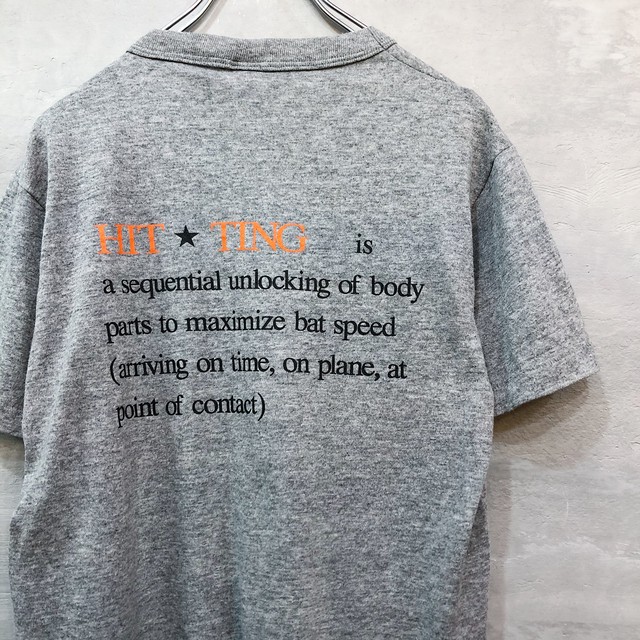 HIT ★ TING is
a sequential unlocking of body
parts to maximize bat speed
(arriving on time, on plane, at
point of contact)